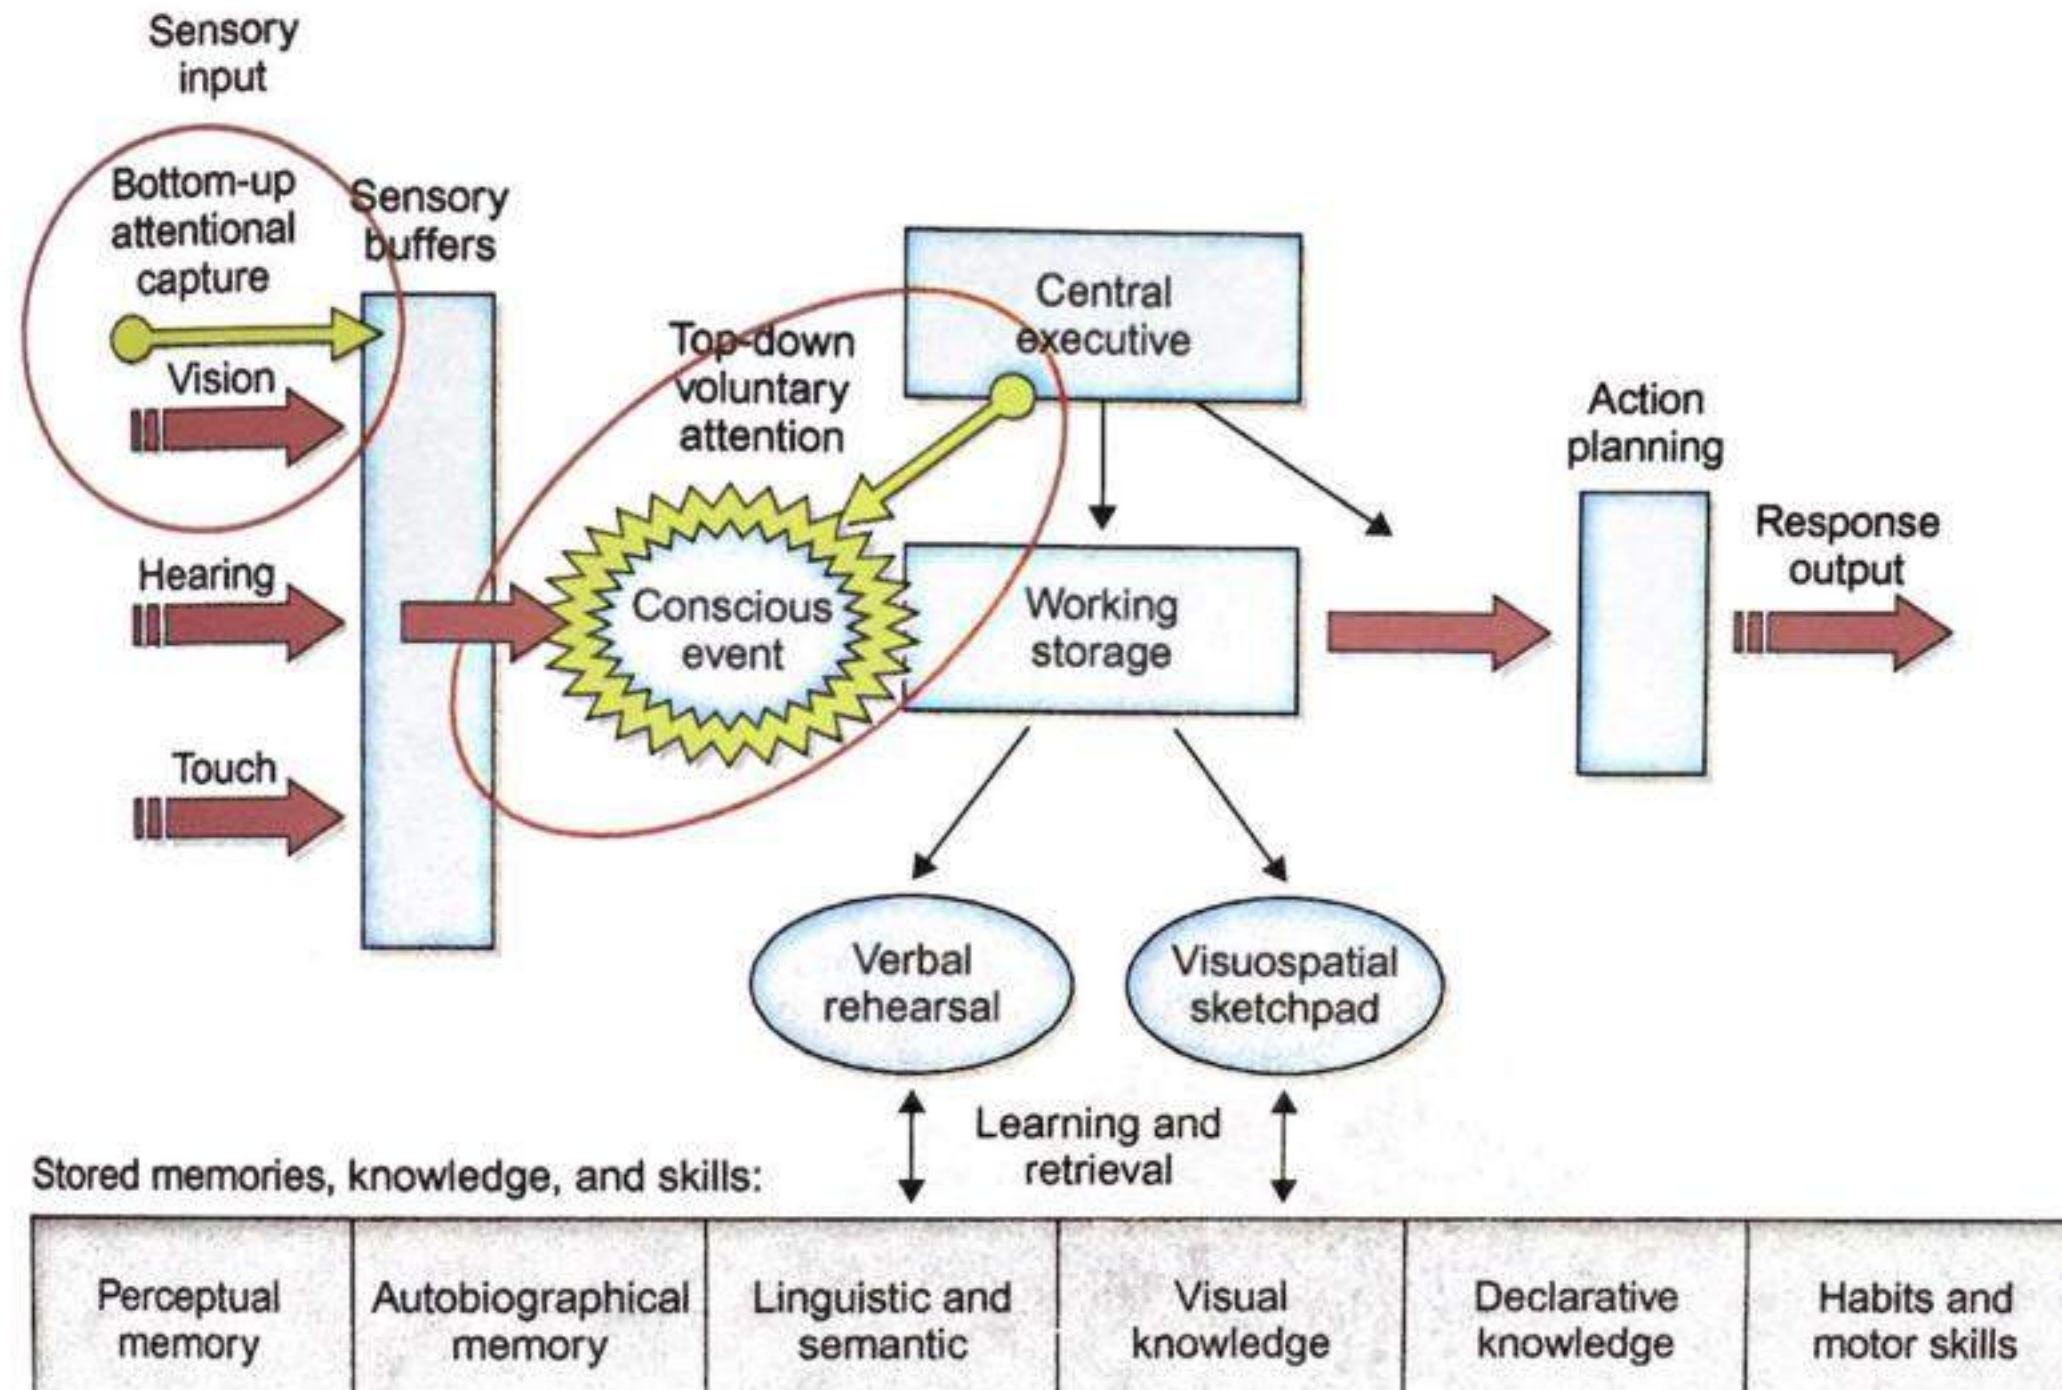 Sensory
input
Bottom-up
attentional
capture
Sensory
buffers
Vision
Hearing
Touch
Top-down
voluntary
attention
Central
executive
Conscious
event
Working
storage
Action
planning
Response
output
Verbal
rehearsal
Visuospatial
sketchpad
Learning and
retrieval
Stored memories, knowledge, and skills:
Perceptual
memory
Autobiographical
memory
Linguistic and
semantic
Visual
knowledge
Declarative
knowledge
Habits and
motor skills